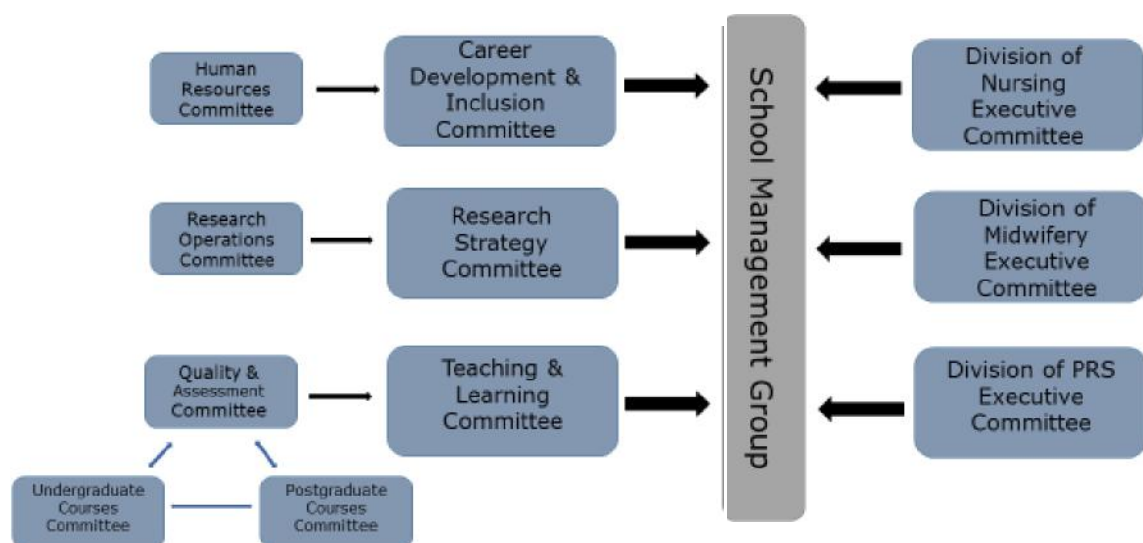 Human
Resources
Committee
Career
Development &
Inclusion
Committee
School Management Group
Division of
Nursing
Executive
Committee
Research
Operations
Committee
Research
Strategy
Committee
Division of
Midwifery
Executive
Committee
Quality &
Assessment
Committee
Teaching &
Learning
Committee
Division of PRS
Executive
Committee
Undergraduate
Courses
Committee
Postgraduate
Courses
Committee